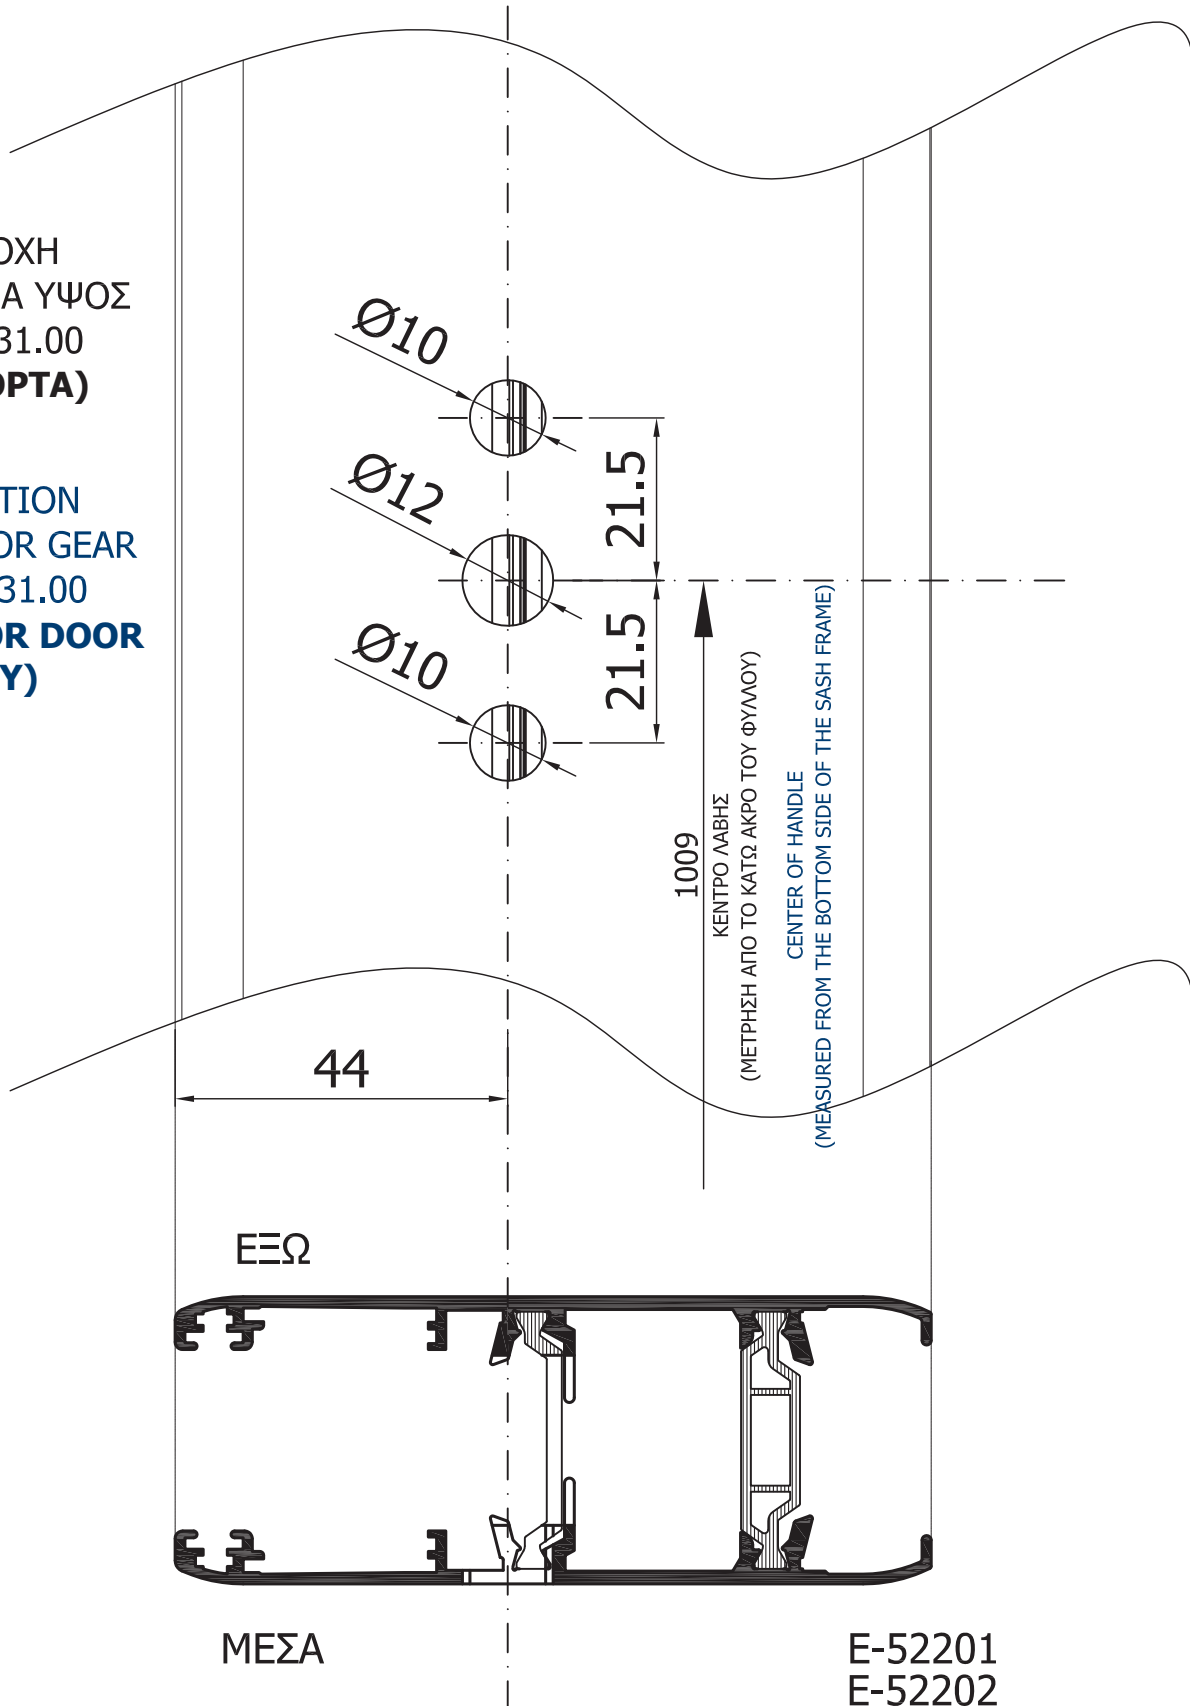 ΟΧΗ
Α ΥΨΟΣ
31.00
ΟΡΤΑ)
TION
OR GEAR
31.00
OR DOOR
Y)
Ø10
21.5
Ø12
21.5
Ø10
1009
ΚΕΝΤΡΟ ΛΑΒΗΣ
(ΜΕΤΡΗΣΗ ΑΠΟ ΤΟ ΚΑΤΩ ΑΚΡΟ ΤΟΥ ΦΥΛΛΟΥ)
CENTER OF HANDLE
(MEASURED FROM THE BOTTOM SIDE OF THE SASH FRAME)
44
ΕΞΩ
ΜΕΣΑ
E-52201
E-52202